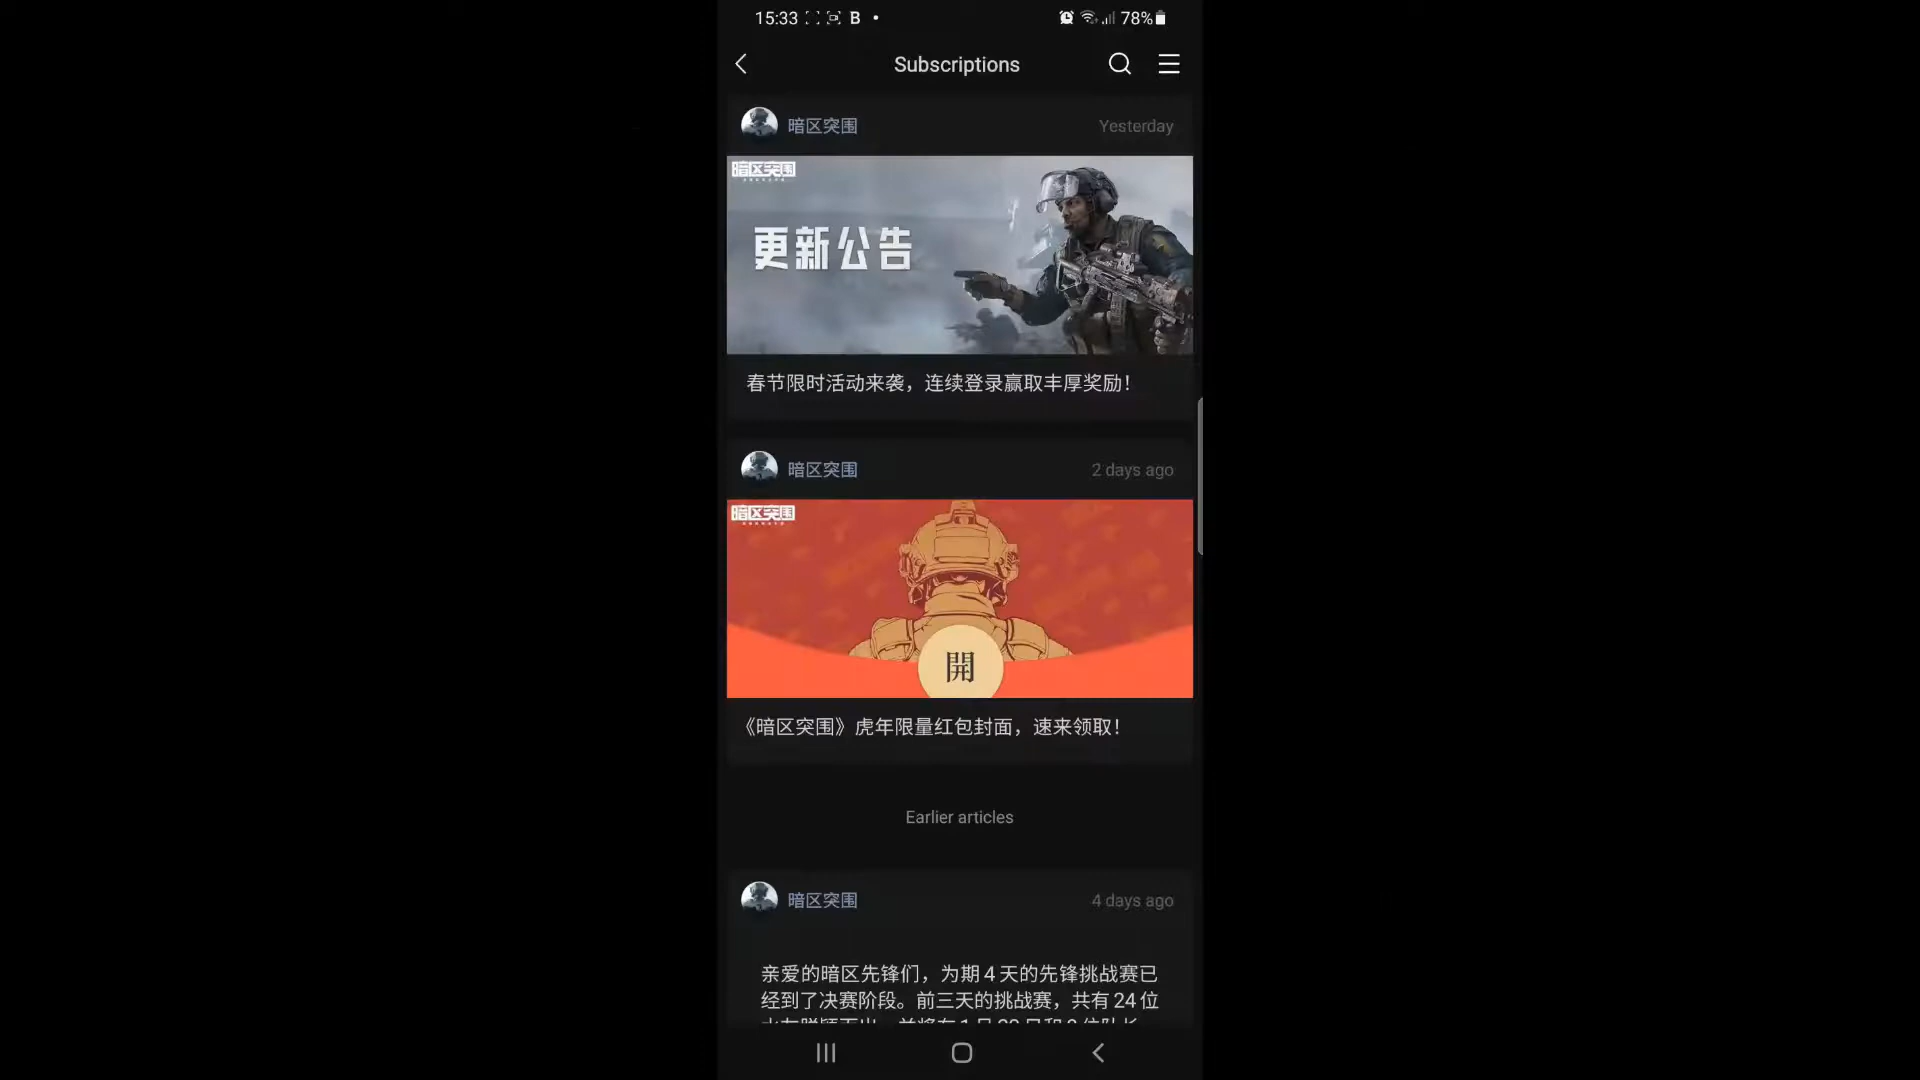 15:33 B 78%
Subscriptions
暗区突围 Yesterday
暗区突围
更新公告
春节限时活动来袭，连续登录赢取丰厚奖励！
暗区突围 2 days ago
暗区突围
開
《暗区突围》虎年限量红包封面，速来领取！
Earlier articles
暗区突围 4 days ago
亲爱的暗区先锋们，为期4天的先锋挑战赛已
经到了决赛阶段。前三天的挑战赛，共有24位